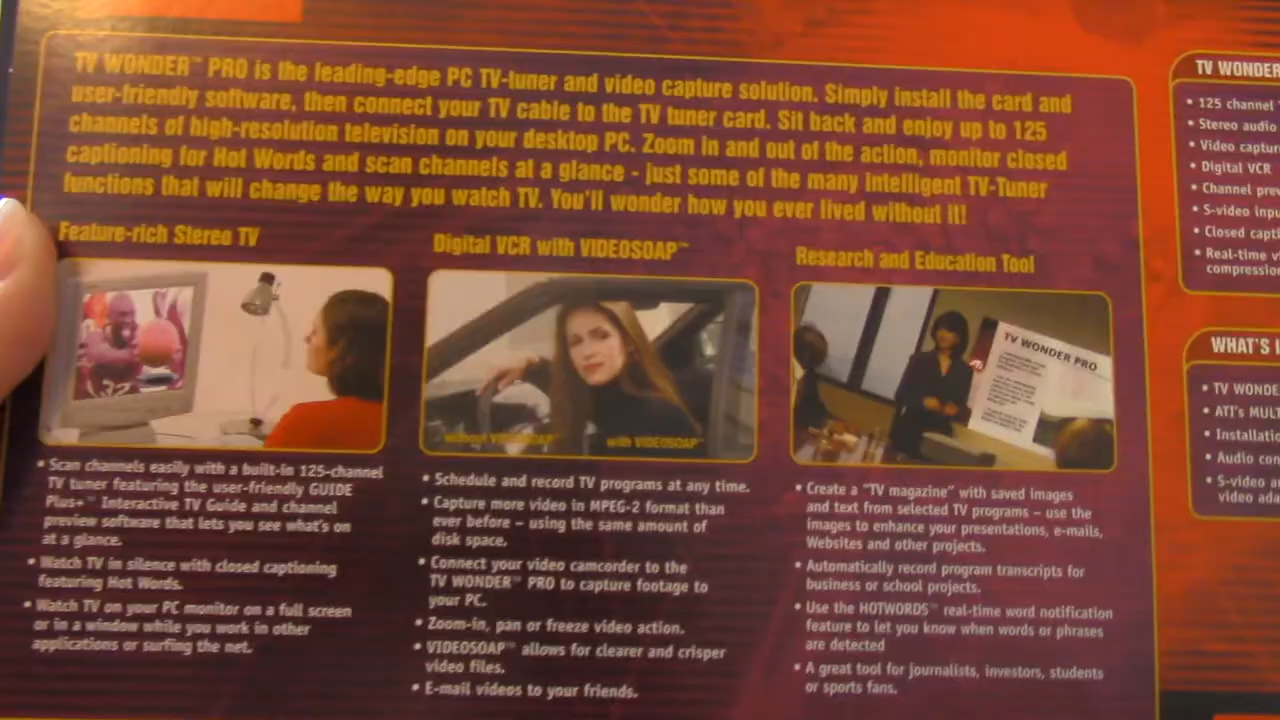 TV WONDER™ PRO is the leading-edge PC TV-tuner and video capture solution. Simply install the card and
user-friendly software, then connect your TV cable to the TV tuner card. Sit back and enjoy up to 125
channels of high-resolution television on your desktop PC. Zoom in and out of the action, monitor closed
captioning for Hot Words and scan channels at a glance - just some of the many intelligent TV-Tuner
functions that will change the way you watch TV. You'll wonder how you ever lived without it!
Feature-rich Stereo TV
• Scan channels easily with a built-in 125-channel
TV tuner featuring the user-friendly GUIDE
Plus+™ Interactive TV Guide and channel
preview software that lets you see what's on
at a glance.
• Watch TV in silence with closed captioning
featuring Hot Words.
• Watch TV on your PC monitor on a full screen
or in a window while you work in other
applications or surfing the net.
Digital VCR with VIDEOSOAP™
without VIDEOSOAP™
with VIDEOSOAP™
• Schedule and record TV programs at any time.
• Capture more video in MPEG-2 format than
ever before – using the same amount of
disk space.
• Connect your video camcorder to the
TV WONDER™ PRO to capture footage to
your PC.
• Zoom-in, pan or freeze video action.
• VIDEOSOAP™ allows for clearer and crisper
video files.
• E-mail videos to your friends.
Research and Education Tool
TV WONDER PRO
• Create a "TV magazine" with saved images
and text from selected TV programs – use the
images to enhance your presentations, e-mails,
Websites and other projects.
• Automatically record program transcripts for
business or school projects.
• Use the HOTWORDS™ real-time word notification
feature to let you know when words or phrases
are detected
• A great tool for journalists, investors, students
or sports fans.
TV WONDER
• 125 channel
• Stereo audio
• Video captur
• Digital VCR
• Channel prev
• S-video inpu
• Closed capti
• Real-time v
compression
WHAT'S I
• TV WONDE
• ATI's MULT
• Installatio
• Audio con
• S-video a
video ada